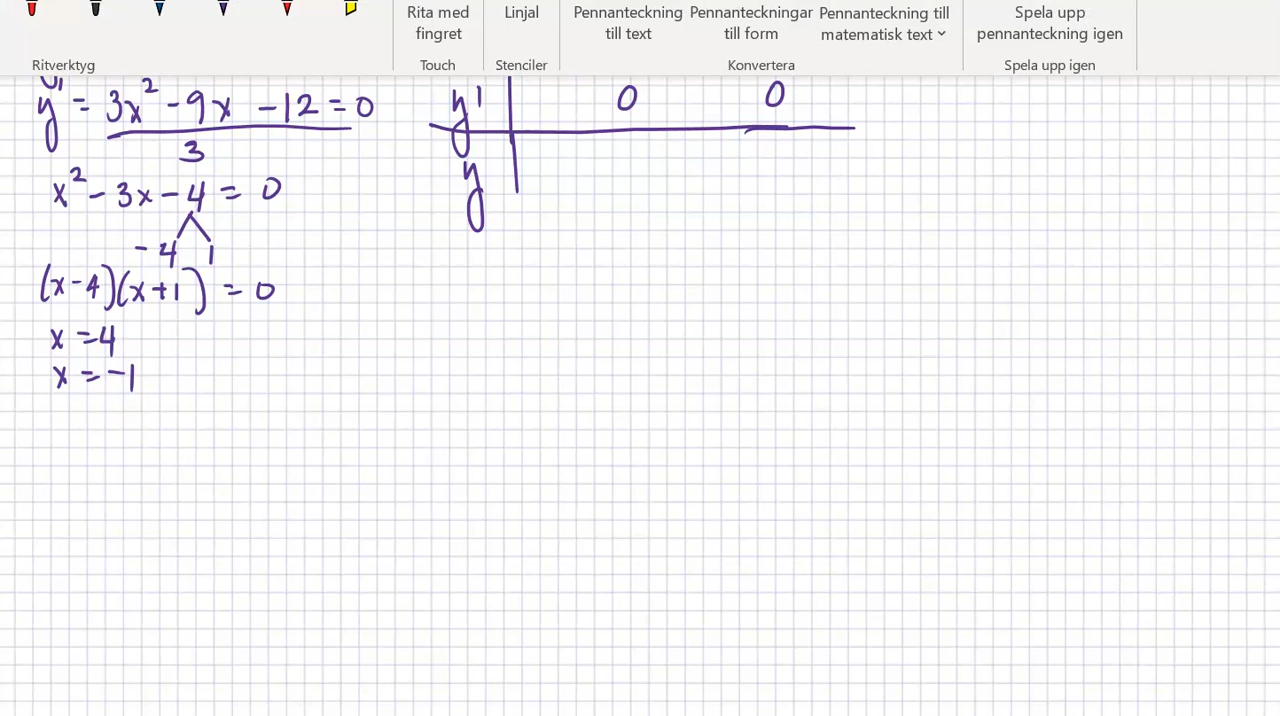 Rita med fingret
Linjal
Pennanteckning till text
Pennanteckningar till form
Pennanteckning till matematisk text
Spela upp pennanteckning igen
Ritverktyg
Touch
Stenciler
Konvertera
Spela upp igen
y' = 3x² - 9x - 12 = 0
3
x² - 3x - 4 = 0
-4 1
(x-4)(x+1) = 0
x = 4
x = -1
y' 0 0
y